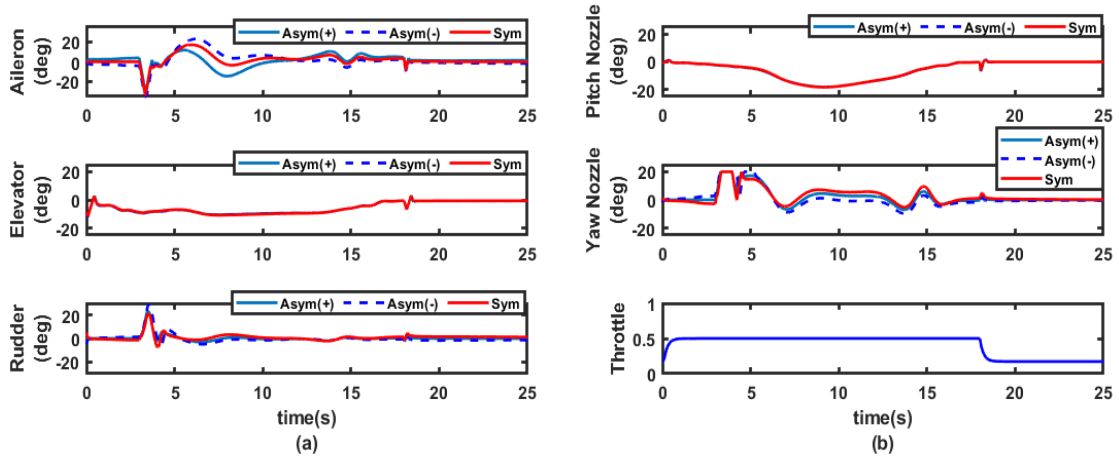 Aileron
(deg)
20
0
-20
Asym(+) Asym(-) Sym
0 5 10 15 20 25
Elevator
(deg)
20
0
-20
Asym(+) Asym(-) Sym
0 5 10 15 20 25
Rudder
(deg)
20
0
-20
Asym(+) Asym(-) Sym
0 5 10 15 20 25
time(s)
(a)
Pitch Nozzle
(deg)
20
0
-20
Asym(+) Asym(-) Sym
0 5 10 15 20 25
Yaw Nozzle
(deg)
20
0
-20
Asym(+)
Asym(-)
Sym
0 5 10 15 20 25
Throttle
1
0.5
0
0 5 10 15 20 25
time(s)
(b)